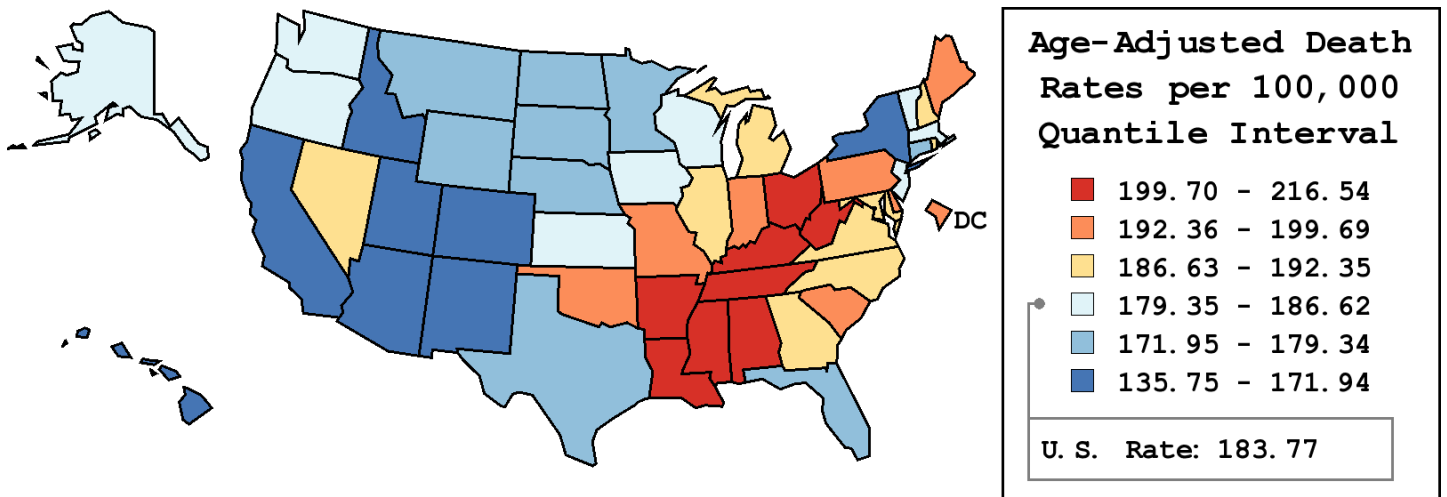 Age-Adjusted Death
Rates per 100,000
Quantile Interval
199.70 - 216.54
192.36 - 199.69
186.63 - 192.35
179.35 - 186.62
171.95 - 179.34
135.75 - 171.94
U.S. Rate: 183.77
DC